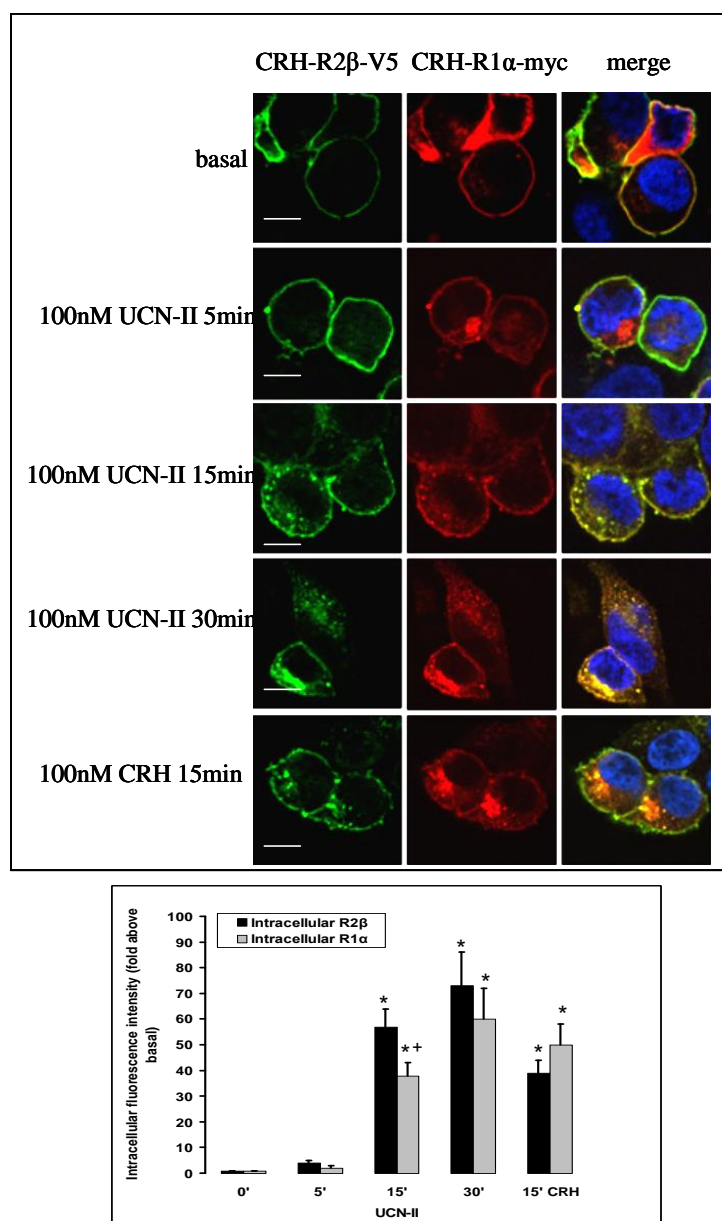 CRH-R2β-V5 CRH-R1α-myc merge
basal
100nM UCN-II 5min
100nM UCN-II 15min
100nM UCN-II 30min
100nM CRH 15min
Intracellular fluorescence intensity (fold above
basal)
100
90
80
70
60
50
40
30
20
10
0
Intracellular R2β
Intracellular R1α
*
*+
*
*
*
*
0' 5' 15' 30' 15' CRH
UCN-II